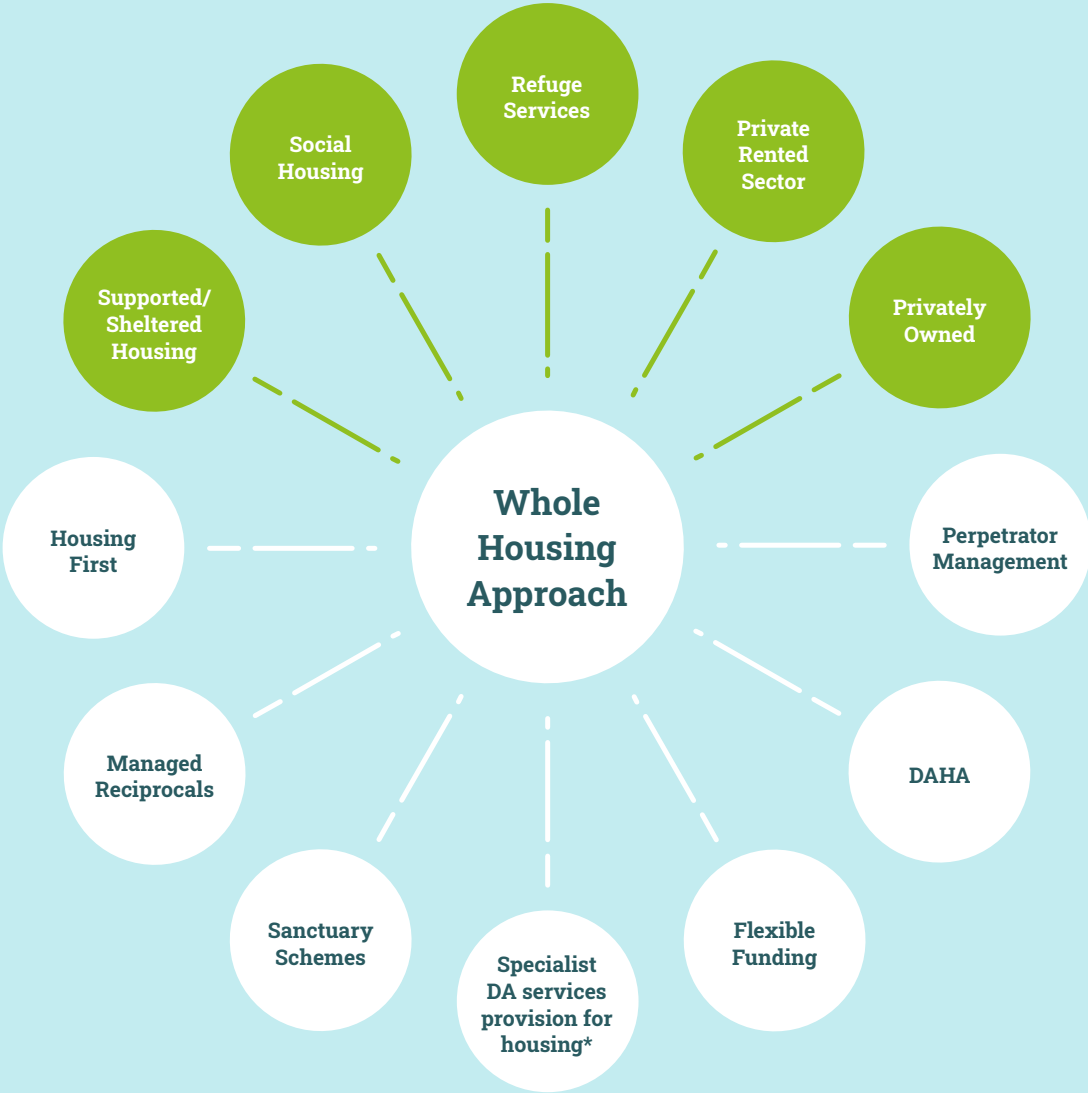 Refuge
Services
Social
Housing
Private
Rented
Sector
Supported/
Sheltered
Housing
Privately
Owned
Whole
Housing
Approach
Housing
First
Perpetrator
Management
Managed
Reciprocals
DAHA
Sanctuary
Schemes
Specialist
DA services
provision for
housing*
Flexible
Funding